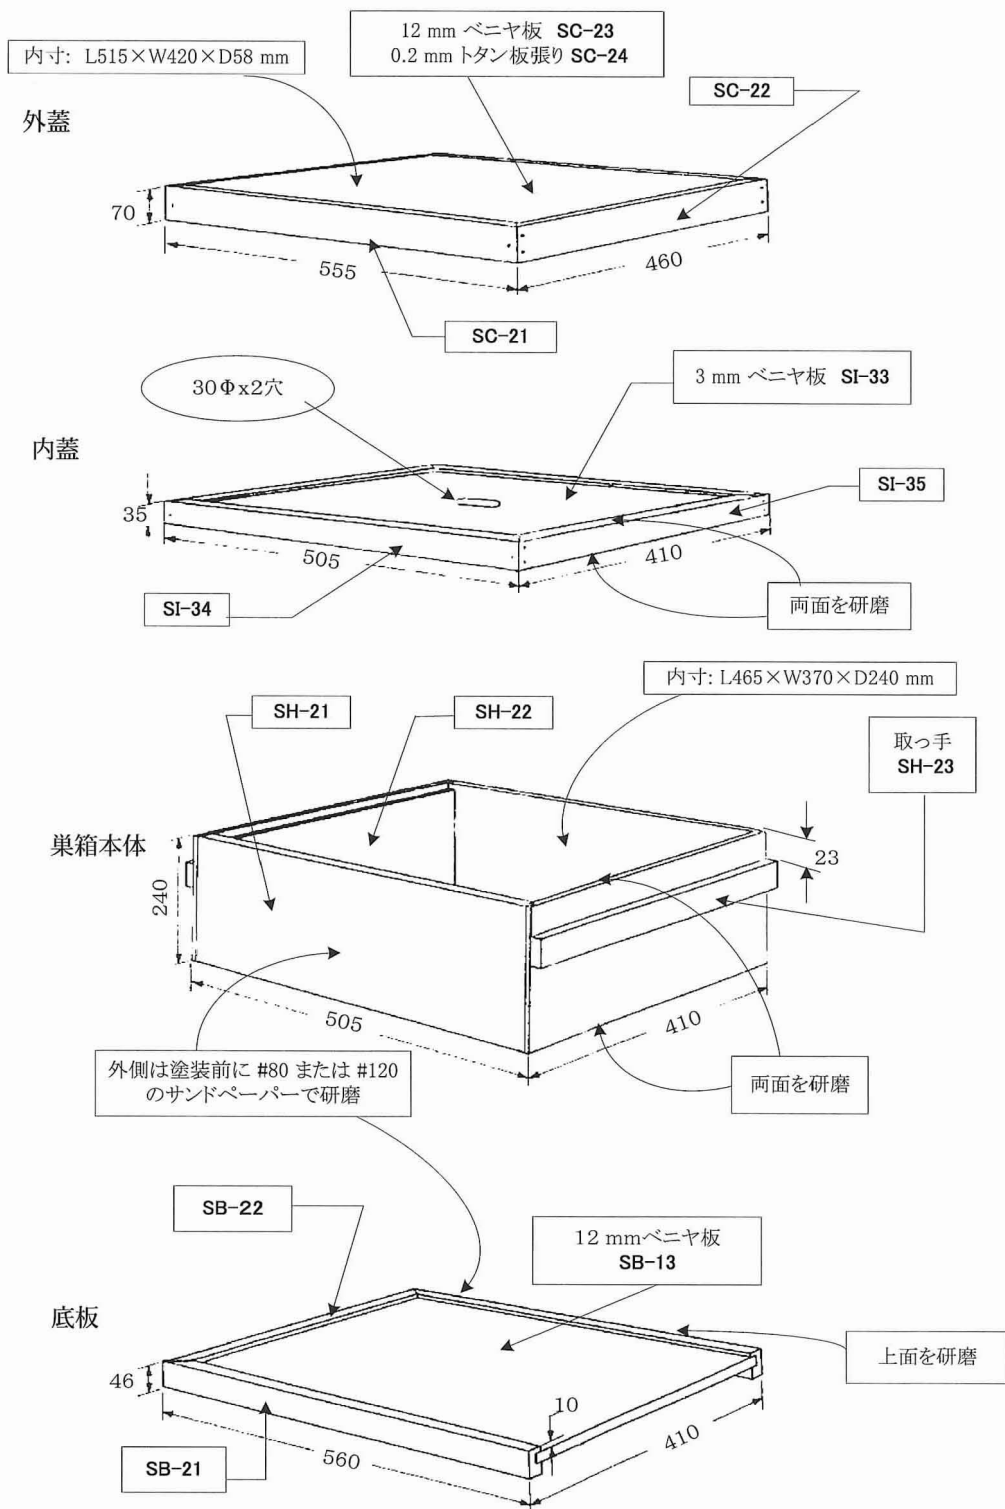 12 mm ベニヤ板 SC-23
0.2 mm トタン板張り SC-24
内寸: L515×W420×D58 mm
SC-22
外蓋
70
555
460
SC-21
30Φx2穴
3 mm ベニヤ板 SI-33
内蓋
SI-35
35
505
410
SI-34
両面を研磨
内寸: L465×W370×D240 mm
SH-21
SH-22
取っ手
SH-23
巣箱本体
23
240
505
410
外側は塗装前に #80 または #120
のサンドペーパーで研磨
両面を研磨
SB-22
12 mmベニヤ板
SB-13
底板
上面を研磨
46
10
560
410
SB-21